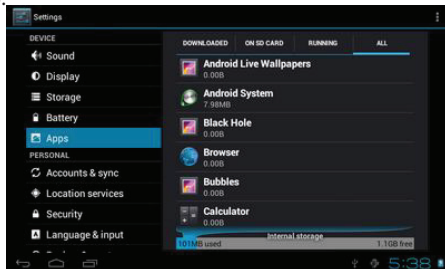 Settings
DEVICE
Sound
Display
Storage
Battery
Apps
PERSONAL
Accounts & sync
Location services
Security
Language & input
DOWNLOADED ON SD CARD RUNNING ALL
Android Live Wallpapers
0.00B
Android System
7.98MB
Black Hole
0.00B
Browser
0.00B
Bubbles
0.00B
Calculator
0.00B
Internal storage
101MB used 1.1GB free
5:38